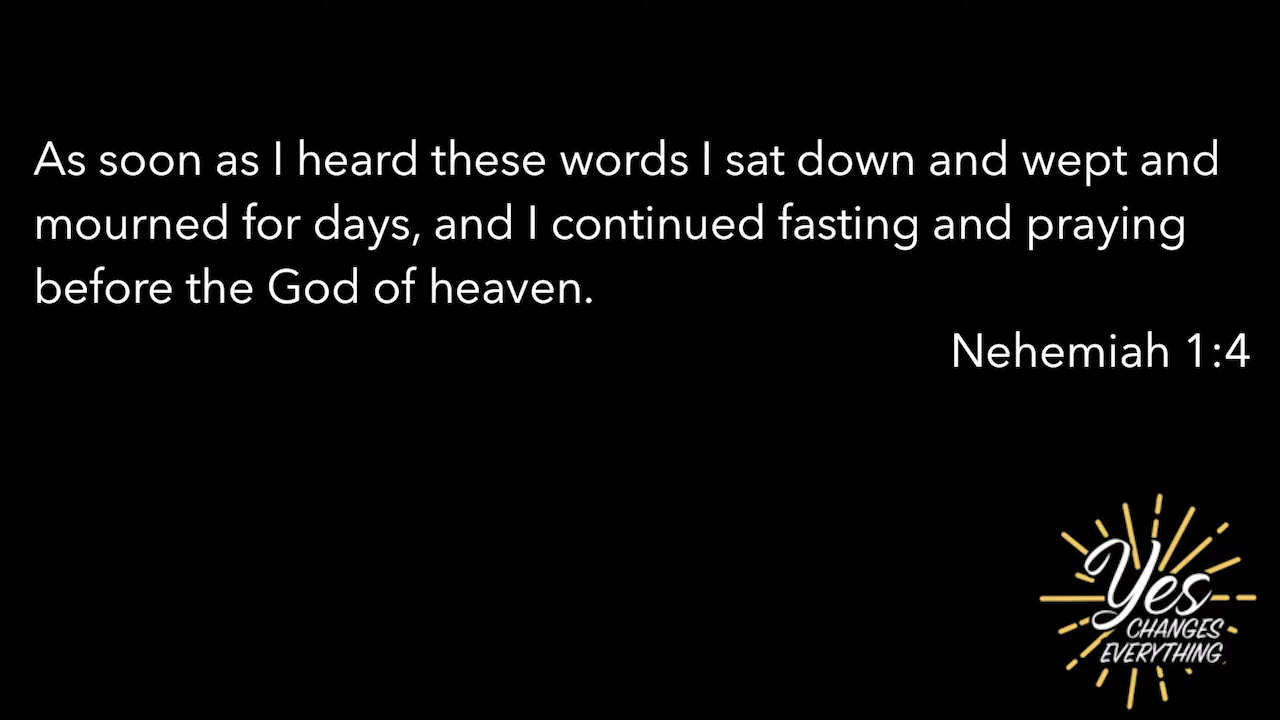 As soon as I heard these words I sat down and wept and
mourned for days, and I continued fasting and praying
before the God of heaven.
Nehemiah 1:4
Yes
CHANGES
EVERYTHING.